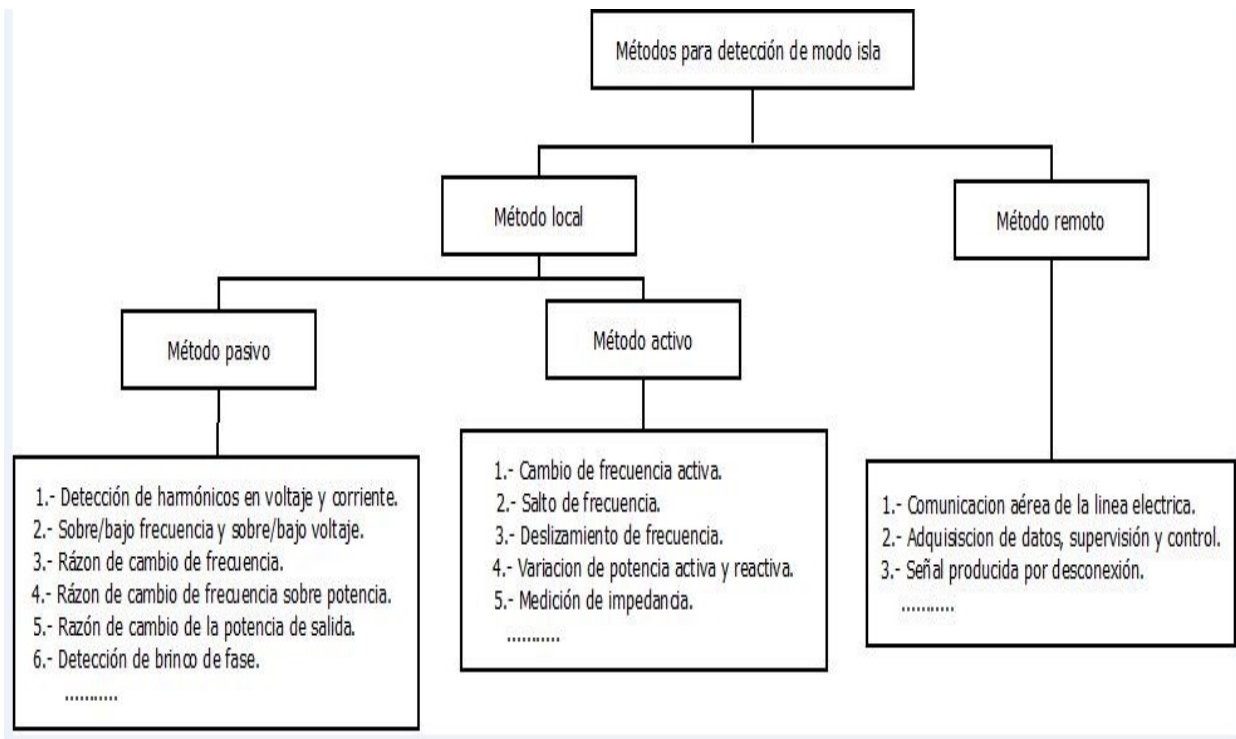 Métodos para detección de modo isla
Método local
Método remoto
Método pasivo
Método activo
1.- Detección de harmónicos en voltaje y corriente.
2.- Sobre/bajo frecuencia y sobre/bajo voltaje.
3.- Rázon de cambio de frecuencia.
4.- Rázon de cambio de frecuencia sobre potencia.
5.- Razón de cambio de la potencia de salida.
6.- Detección de brinco de fase.
...........
1.- Cambio de frecuencia activa.
2.- Salto de frecuencia.
3.- Deslizamiento de frecuencia.
4.- Variacion de potencia activa y reactiva.
5.- Medición de impedancia.
...........
1.- Comunicacion aérea de la linea electrica.
2.- Adquisiscion de datos, supervisión y control.
3.- Señal producida por desconexión.
...........